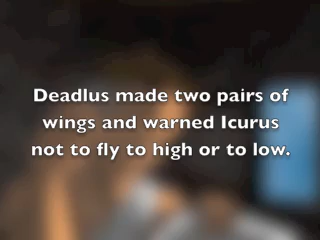 Deadlus made two pairs of
wings and warned Icurus
not to fly to high or to low.